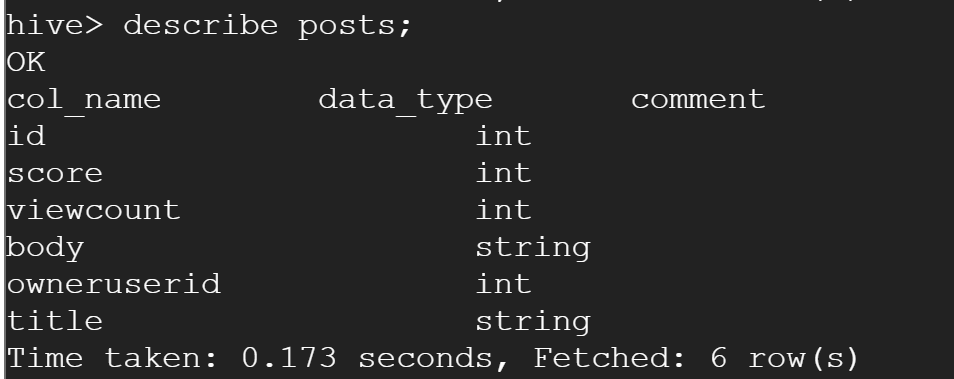 hive> describe posts;
OK
col_name data_type comment
id int
score int
viewcount int
body string
owneruserid int
title string
Time taken: 0.173 seconds, Fetched: 6 row(s)